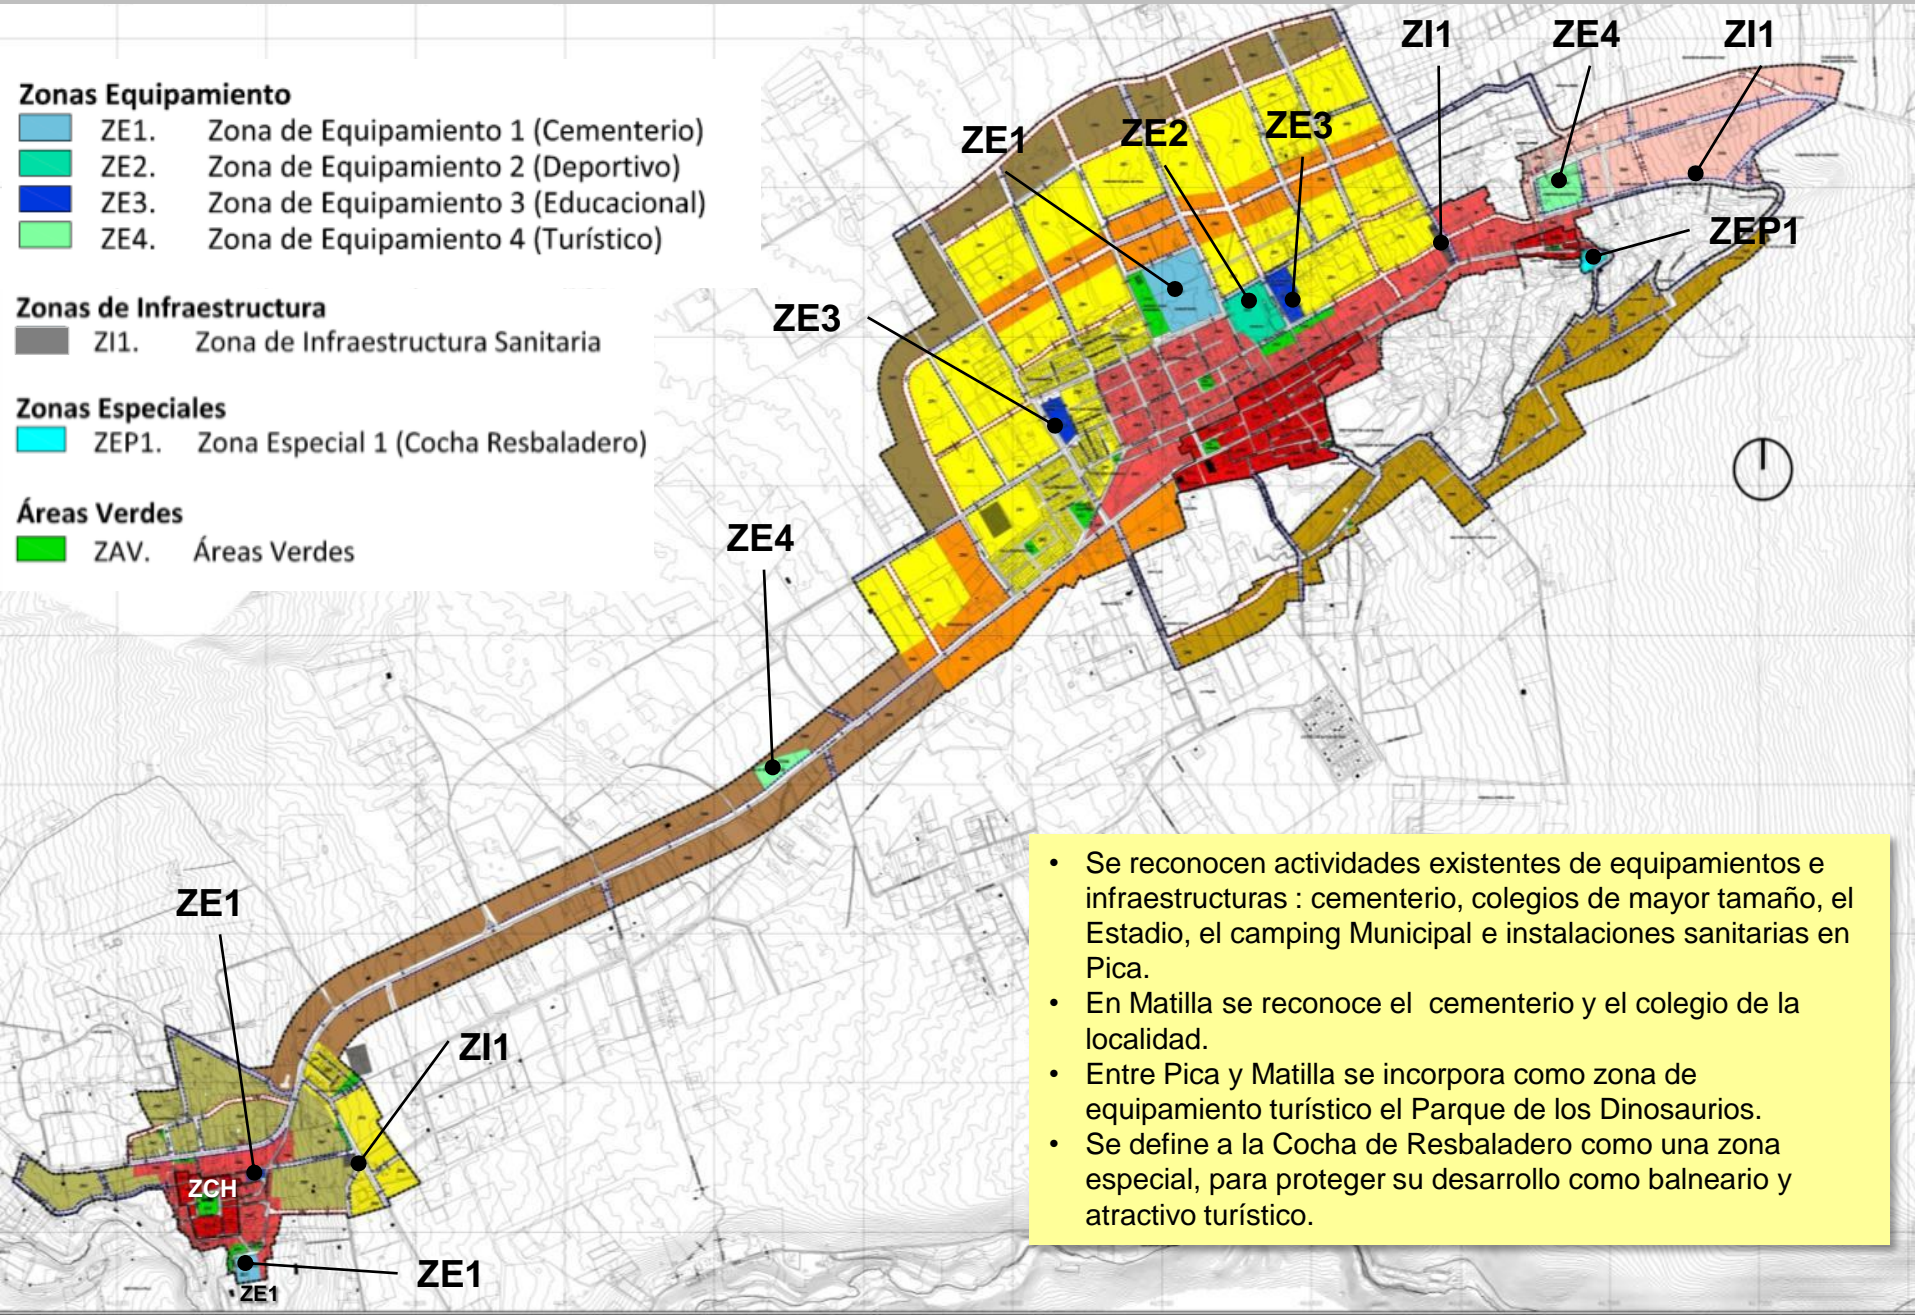 Zonas Equipamiento
ZE1. Zona de Equipamiento 1 (Cementerio)
ZE2. Zona de Equipamiento 2 (Deportivo)
ZE3. Zona de Equipamiento 3 (Educacional)
ZE4. Zona de Equipamiento 4 (Turístico)
Zonas de Infraestructura
ZI1. Zona de Infraestructura Sanitaria
Zonas Especiales
ZEP1. Zona Especial 1 (Cocha Resbaladero)
Áreas Verdes
ZAV. Áreas Verdes
ZI1
ZE4
ZI1
ZE1
ZE2
ZE3
ZEP1
ZE3
ZE4
ZE1
ZI1
ZCH
ZE1
ZE1
• Se reconocen actividades existentes de equipamientos e
infraestructuras : cementerio, colegios de mayor tamaño, el
Estadio, el camping Municipal e instalaciones sanitarias en
Pica.
• En Matilla se reconoce el cementerio y el colegio de la
localidad.
• Entre Pica y Matilla se incorpora como zona de
equipamiento turístico el Parque de los Dinosaurios.
• Se define a la Cocha de Resbaladero como una zona
especial, para proteger su desarrollo como balneario y
atractivo turístico.